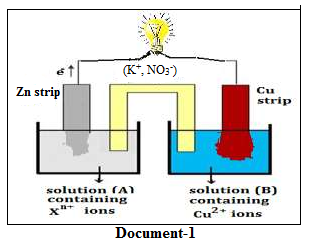 (K⁺, NO₃⁻)
e⁻ ↑
Zn strip
Cu
strip
solution (A)
containing
Xⁿ⁺ ions
solution (B)
containing
Cu²⁺ ions
Document-1